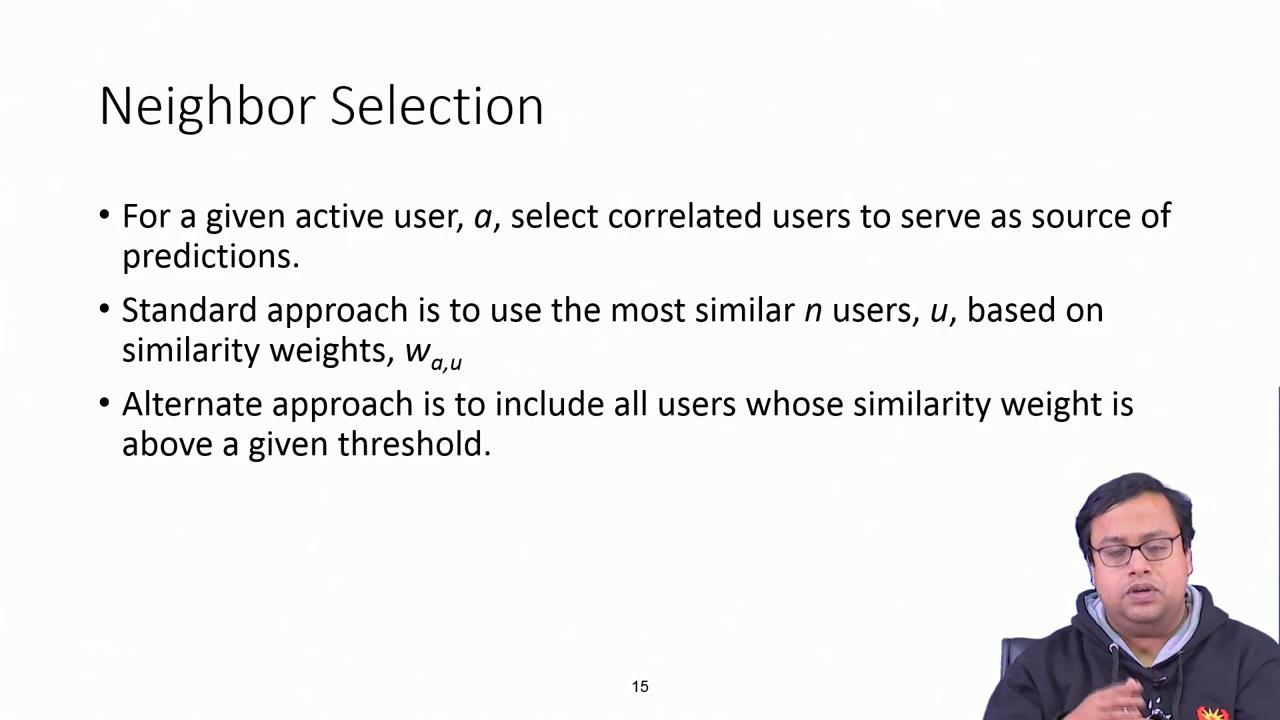 Neighbor Selection
• For a given active user, a, select correlated users to serve as source of
predictions.
• Standard approach is to use the most similar n users, u, based on
similarity weights, wa,u
• Alternate approach is to include all users whose similarity weight is
above a given threshold.
15